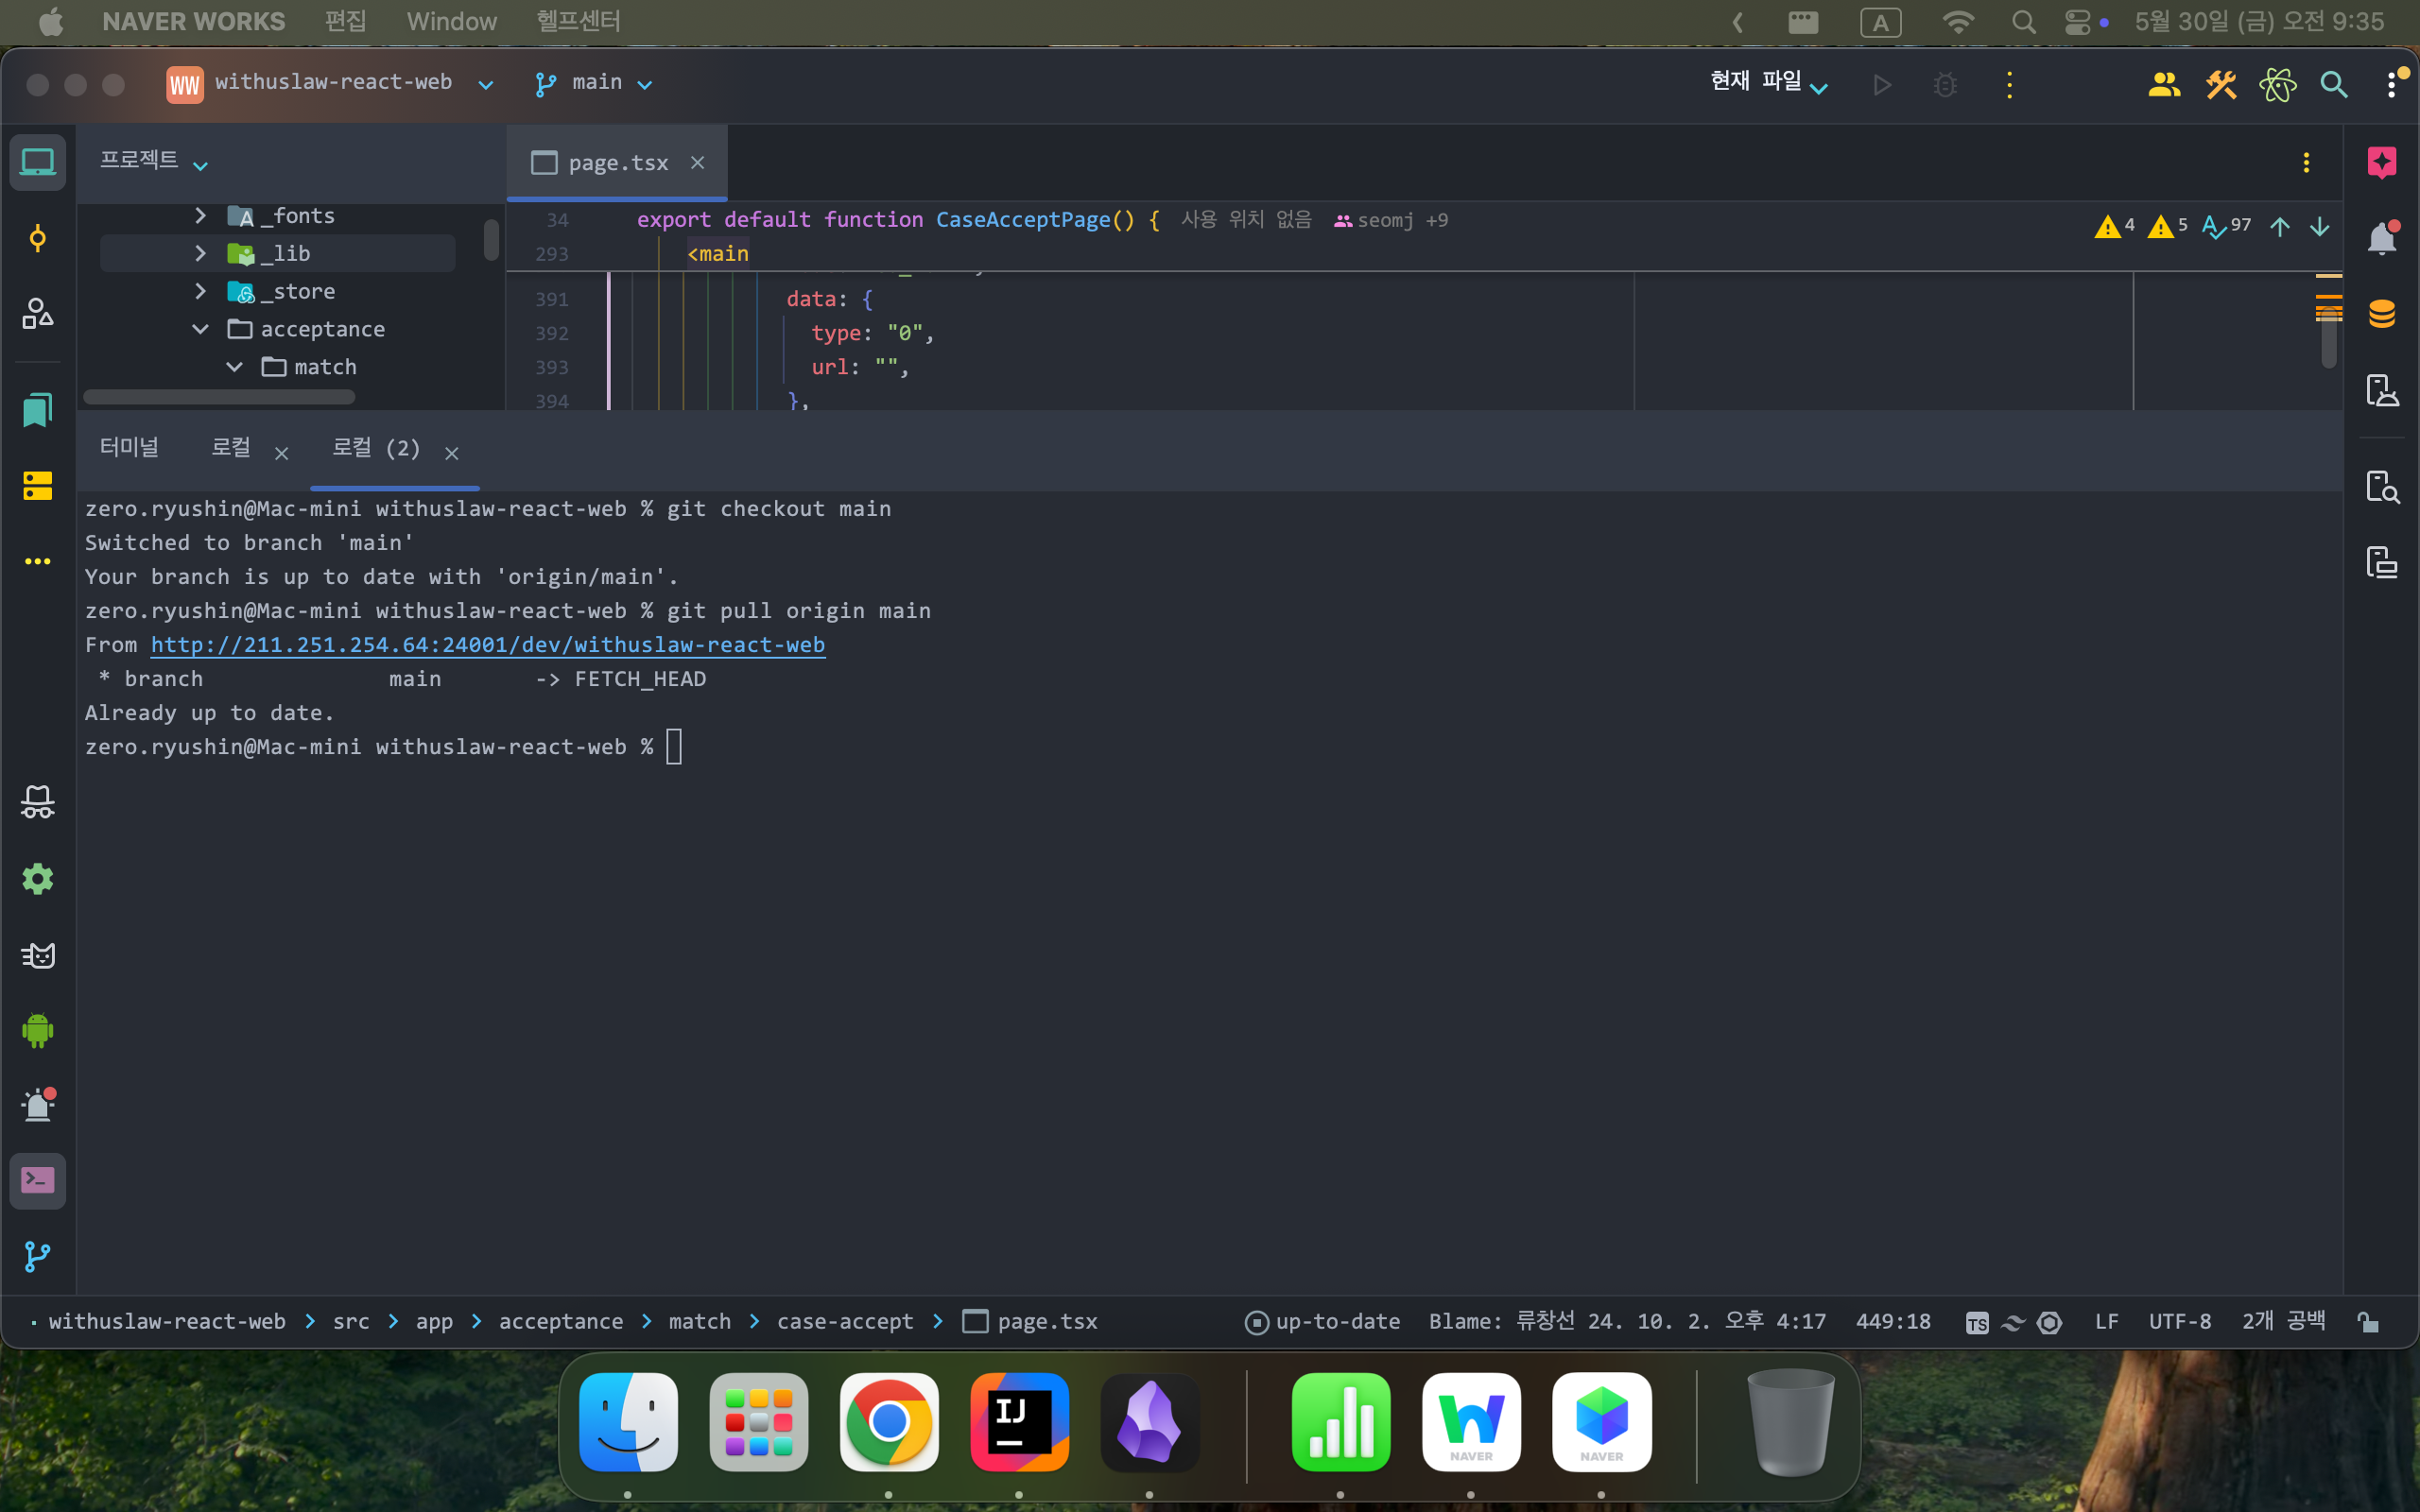 NAVER WORKS 편집 Window 헬프센터 A 5월 30일 (금) 오전 9:35
WW withuslaw-react-web main 현재 파일
프로젝트
page.tsx
_fonts
_lib
_store
acceptance
match
34 export default function CaseAcceptPage() { 사용 위치 없음 seomj +9
4 5 97
293 <main
391 data: {
392 type: "0",
393 url: "",
394 },
터미널 로컬 로컬 (2)
zero.ryushin@Mac-mini withuslaw-react-web % git checkout main
Switched to branch 'main'
Your branch is up to date with 'origin/main'.
zero.ryushin@Mac-mini withuslaw-react-web % git pull origin main
From http://211.251.254.64:24001/dev/withuslaw-react-web
* branch main -> FETCH_HEAD
Already up to date.
zero.ryushin@Mac-mini withuslaw-react-web %
withuslaw-react-web > src > app > acceptance > match > case-accept > page.tsx up-to-date Blame: 류창선 24. 10. 2. 오후 4:17 449:18 TS LF UTF-8 2개 공백
IJ
NAVER
NAVER